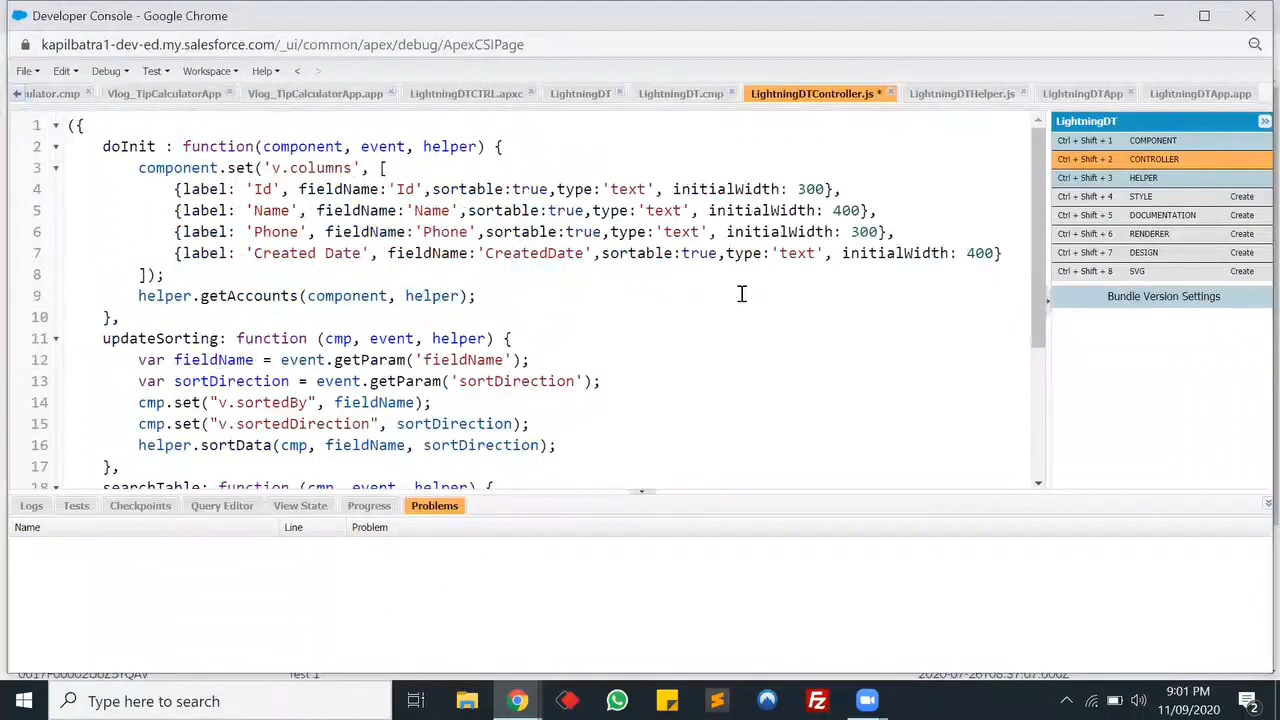 Developer Console - Google Chrome
kapilbatra1-dev-ed.my.salesforce.com/_ui/common/apex/debug/ApexCSIPage
File Edit Debug Test Workspace Help < >
ulator.cmp Vlog_TipCalculatorApp Vlog_TipCalculatorApp.app LightningDTCTRL.apxc LightningDT LightningDT.cmp LightningDTController.js * LightningDTHelper.js LightningDTApp LightningDTApp.app
1 ({
2 doInit : function(component, event, helper) {
3 component.set('v.columns', [
4 {label: 'Id', fieldName:'Id',sortable:true,type:'text', initialWidth: 300},
5 {label: 'Name', fieldName:'Name',sortable:true,type:'text', initialWidth: 400},
6 {label: 'Phone', fieldName:'Phone',sortable:true,type:'text', initialWidth: 300},
7 {label: 'Created Date', fieldName:'CreatedDate',sortable:true,type:'text', initialWidth: 400}
8 ]);
9 helper.getAccounts(component, helper);
10 },
11 updateSorting: function (cmp, event, helper) {
12 var fieldName = event.getParam('fieldName');
13 var sortDirection = event.getParam('sortDirection');
14 cmp.set("v.sortedBy", fieldName);
15 cmp.set("v.sortedDirection", sortDirection);
16 helper.sortData(cmp, fieldName, sortDirection);
17 },
18 searchTable: function (cmp, event, helper) {
LightningDT
Ctrl + Shift + 1 COMPONENT
Ctrl + Shift + 2 CONTROLLER
Ctrl + Shift + 3 HELPER
Ctrl + Shift + 4 STYLE Create
Ctrl + Shift + 5 DOCUMENTATION Create
Ctrl + Shift + 6 RENDERER Create
Ctrl + Shift + 7 DESIGN Create
Ctrl + Shift + 8 SVG Create
Bundle Version Settings
Logs Tests Checkpoints Query Editor View State Progress Problems
Name Line Problem
Test 1
Type here to search
9:01 PM
11/09/2020
2